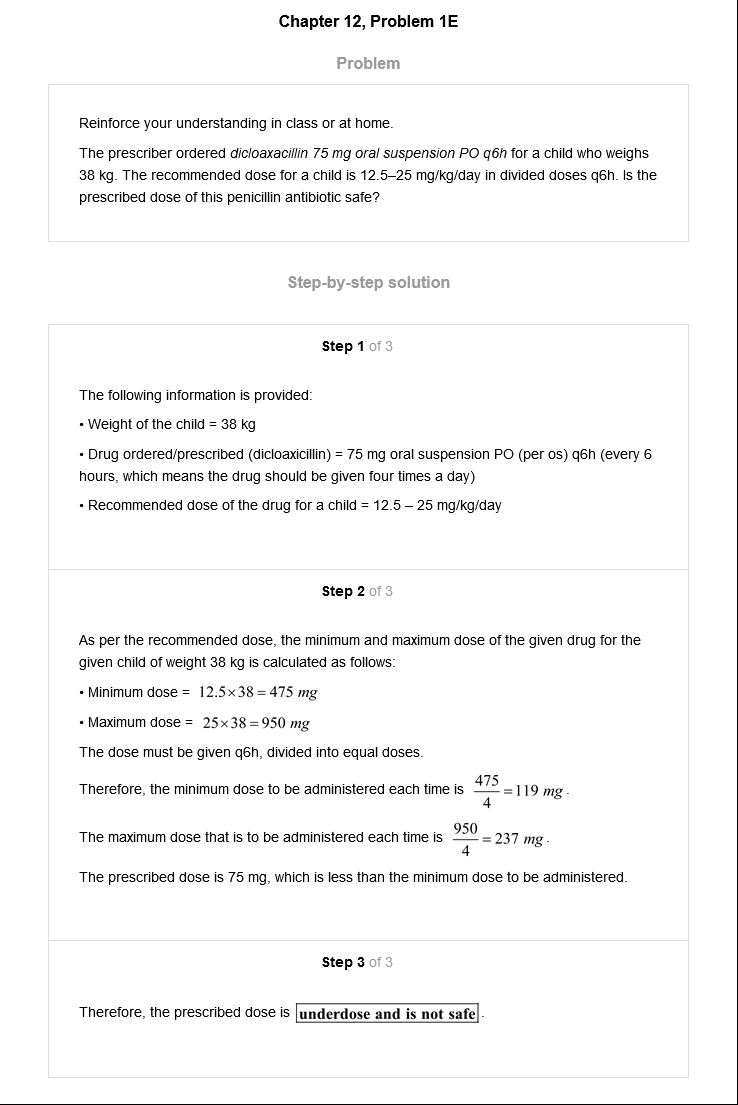 Chapter 12, Problem 1E
Problem
Reinforce your understanding in class or at home.
The prescriber ordered dicloaxacillin 75 mg oral suspension PO q6h for a child who weighs
38 kg. The recommended dose for a child is 12.5–25 mg/kg/day in divided doses q6h. Is the
prescribed dose of this penicillin antibiotic safe?
Step-by-step solution
Step 1 of 3
The following information is provided:
• Weight of the child = 38 kg
• Drug ordered/prescribed (dicloaxicillin) = 75 mg oral suspension PO (per os) q6h (every 6
hours, which means the drug should be given four times a day)
• Recommended dose of the drug for a child = 12.5 – 25 mg/kg/day
Step 2 of 3
As per the recommended dose, the minimum and maximum dose of the given drug for the
given child of weight 38 kg is calculated as follows:
• Minimum dose = 12.5×38=475 mg
• Maximum dose = 25×38=950 mg
The dose must be given q6h, divided into equal doses.
Therefore, the minimum dose to be administered each time is 475/4 =119 mg.
The maximum dose that is to be administered each time is 950/4 =237 mg.
The prescribed dose is 75 mg, which is less than the minimum dose to be administered.
Step 3 of 3
Therefore, the prescribed dose is underdose and is not safe.